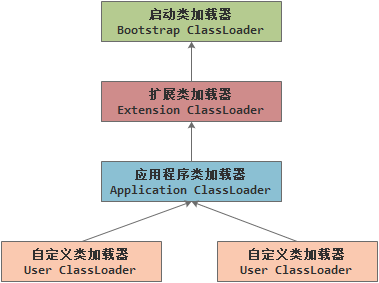 启动类加载器
Bootstrap ClassLoader
扩展类加载器
Extension ClassLoader
应用程序类加载器
Application ClassLoader
自定义类加载器
User ClassLoader
自定义类加载器
User ClassLoader